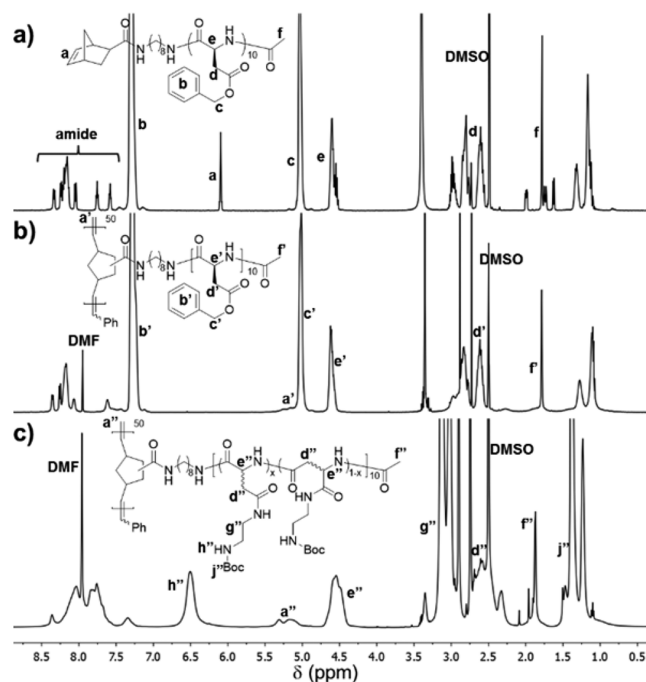 a)
O f
a N H 8 N H e N H 10 O
d O
b O c
DMSO
amide b a c e d f
b)
a' 50
O N H 8 N H e' N H 10 O f'
d' O
b' O c'
Ph
DMSO
DMF b' a' c' e' d' f'
c)
a'' 50
O N H 8 N H e'' N H x O d'' N H 1-x 10 O f''
d'' O e'' O
NH HN
g''
h'' HN HN
j'' Boc Boc
Ph
DMSO
DMF h'' a'' e'' g'' d'' f'' j''
8.5 8.0 7.5 7.0 6.5 6.0 5.5 5.0 4.5 4.0 3.5 3.0 2.5 2.0 1.5 1.0 0.5
δ (ppm)